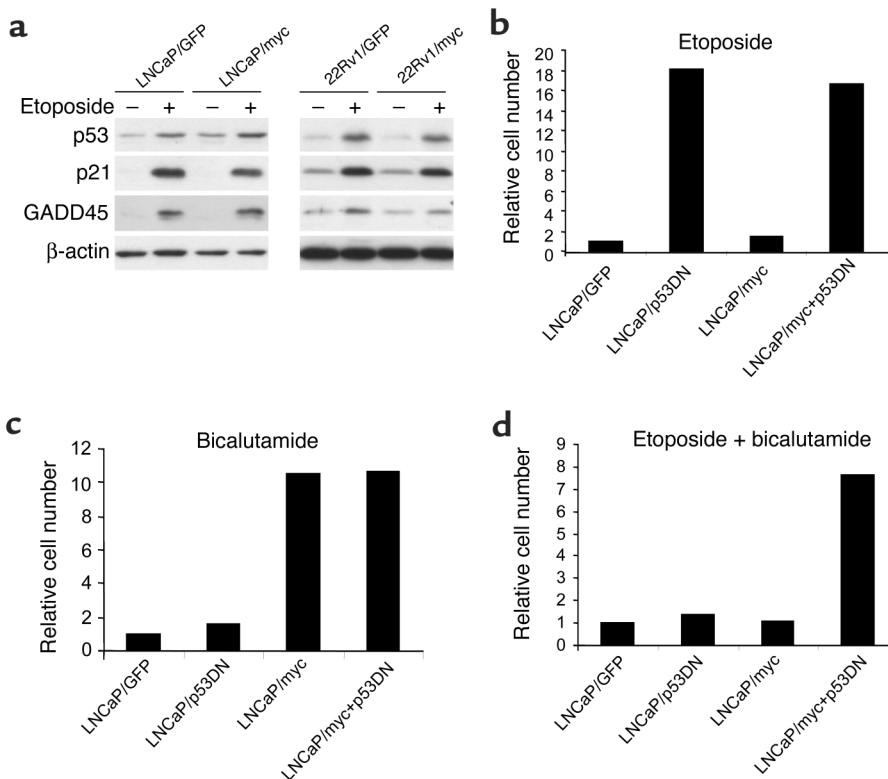 a
LNCaP/GFP
LNCaP/myc
22Rv1/GFP
22Rv1/myc
Etoposide − + − + − + − +
p53
p21
GADD45
β-actin
b
Etoposide
Relative cell number
20
18
16
14
12
10
8
6
4
2
0
LNCaP/GFP
LNCaP/p53DN
LNCaP/myc
LNCaP/myc+p53DN
c
Bicalutamide
Relative cell number
12
10
8
6
4
2
0
LNCaP/GFP
LNCaP/p53DN
LNCaP/myc
LNCaP/myc+p53DN
d
Etoposide + bicalutamide
Relative cell number
9
8
7
6
5
4
3
2
1
0
LNCaP/GFP
LNCaP/p53DN
LNCaP/myc
LNCaP/myc+p53DN